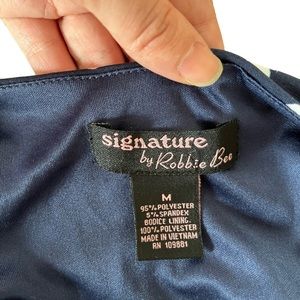 signature
by Robbie Bee
M
95% POLYESTER
5% SPANDEX
BODICE LINING:
100% POLYESTER
MADE IN VIETNAM
RN 109881